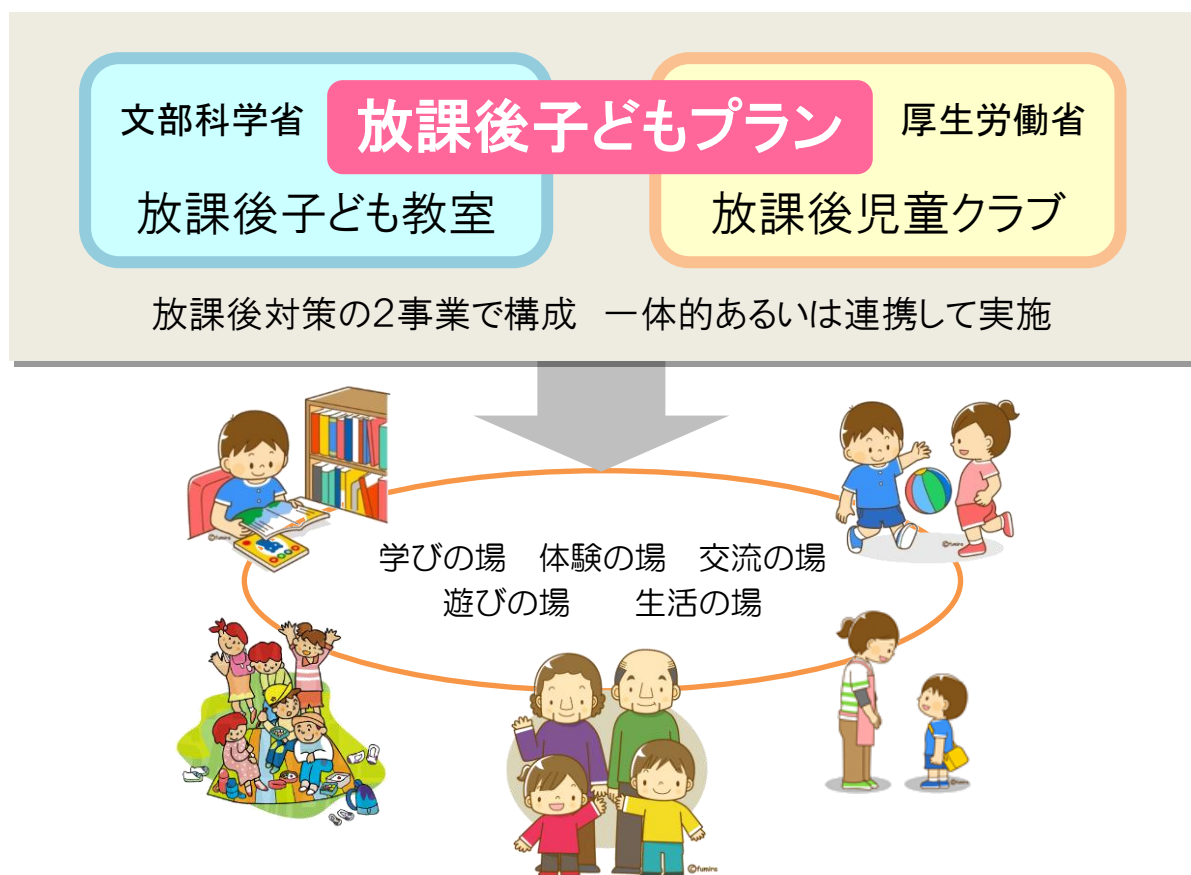 文部科学省
放課後子どもプラン
厚生労働省
放課後子ども教室
放課後児童クラブ
放課後対策の2事業で構成　一体的あるいは連携して実施
学びの場　体験の場　交流の場
遊びの場　　生活の場
©fumira
©fumira
©fumira
©fumira